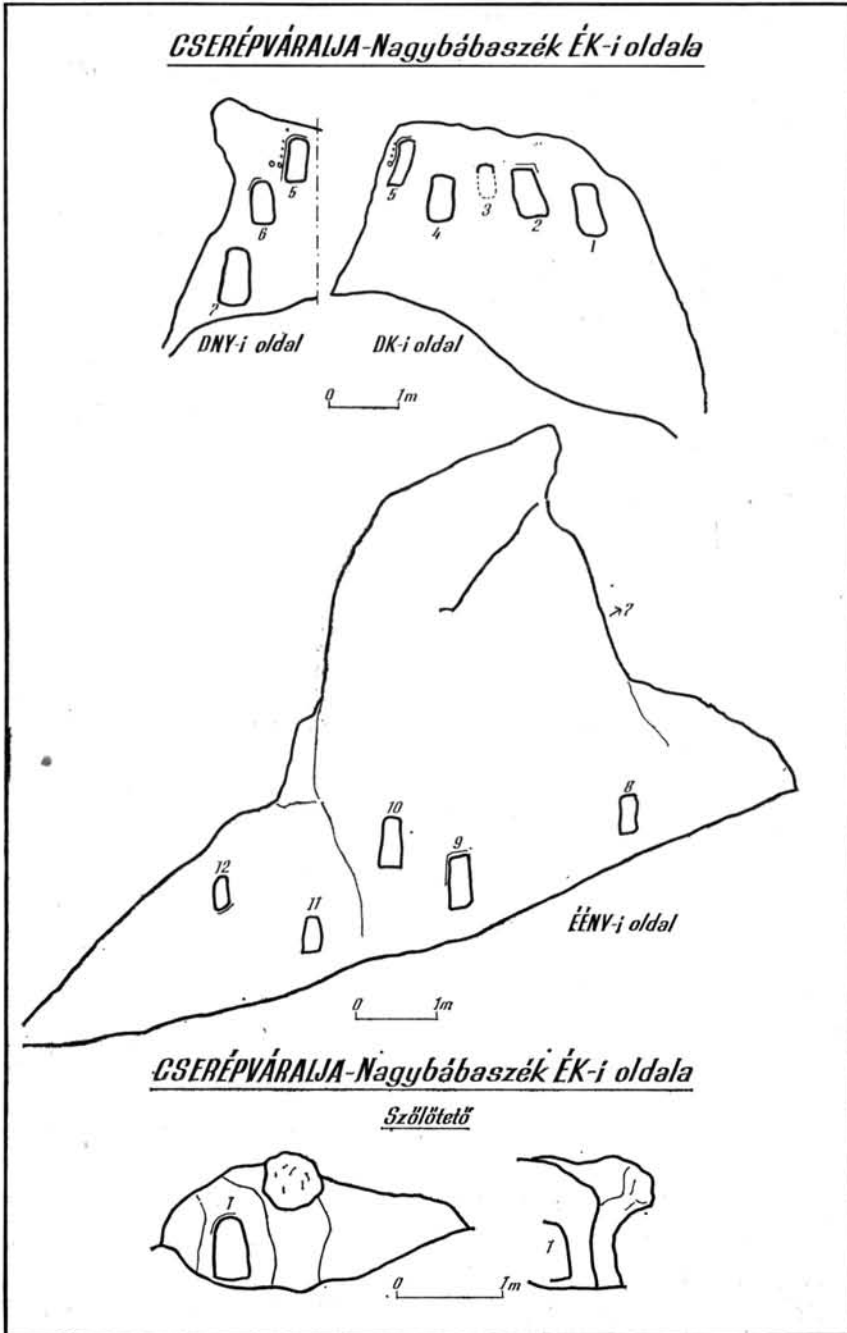 CSERÉPVÁRALJA-Nagybábaszék ÉK-i oldala
5
6
7
5
4
3
2
1
DNY-i oldal
DK-i oldal
0 1m
7
8
10
9
12
11
ÉÉNY-i oldal
0 1m
CSERÉPVÁRALJA-Nagybábaszék ÉK-i oldala
Szőlőtető
1
1
0 1m